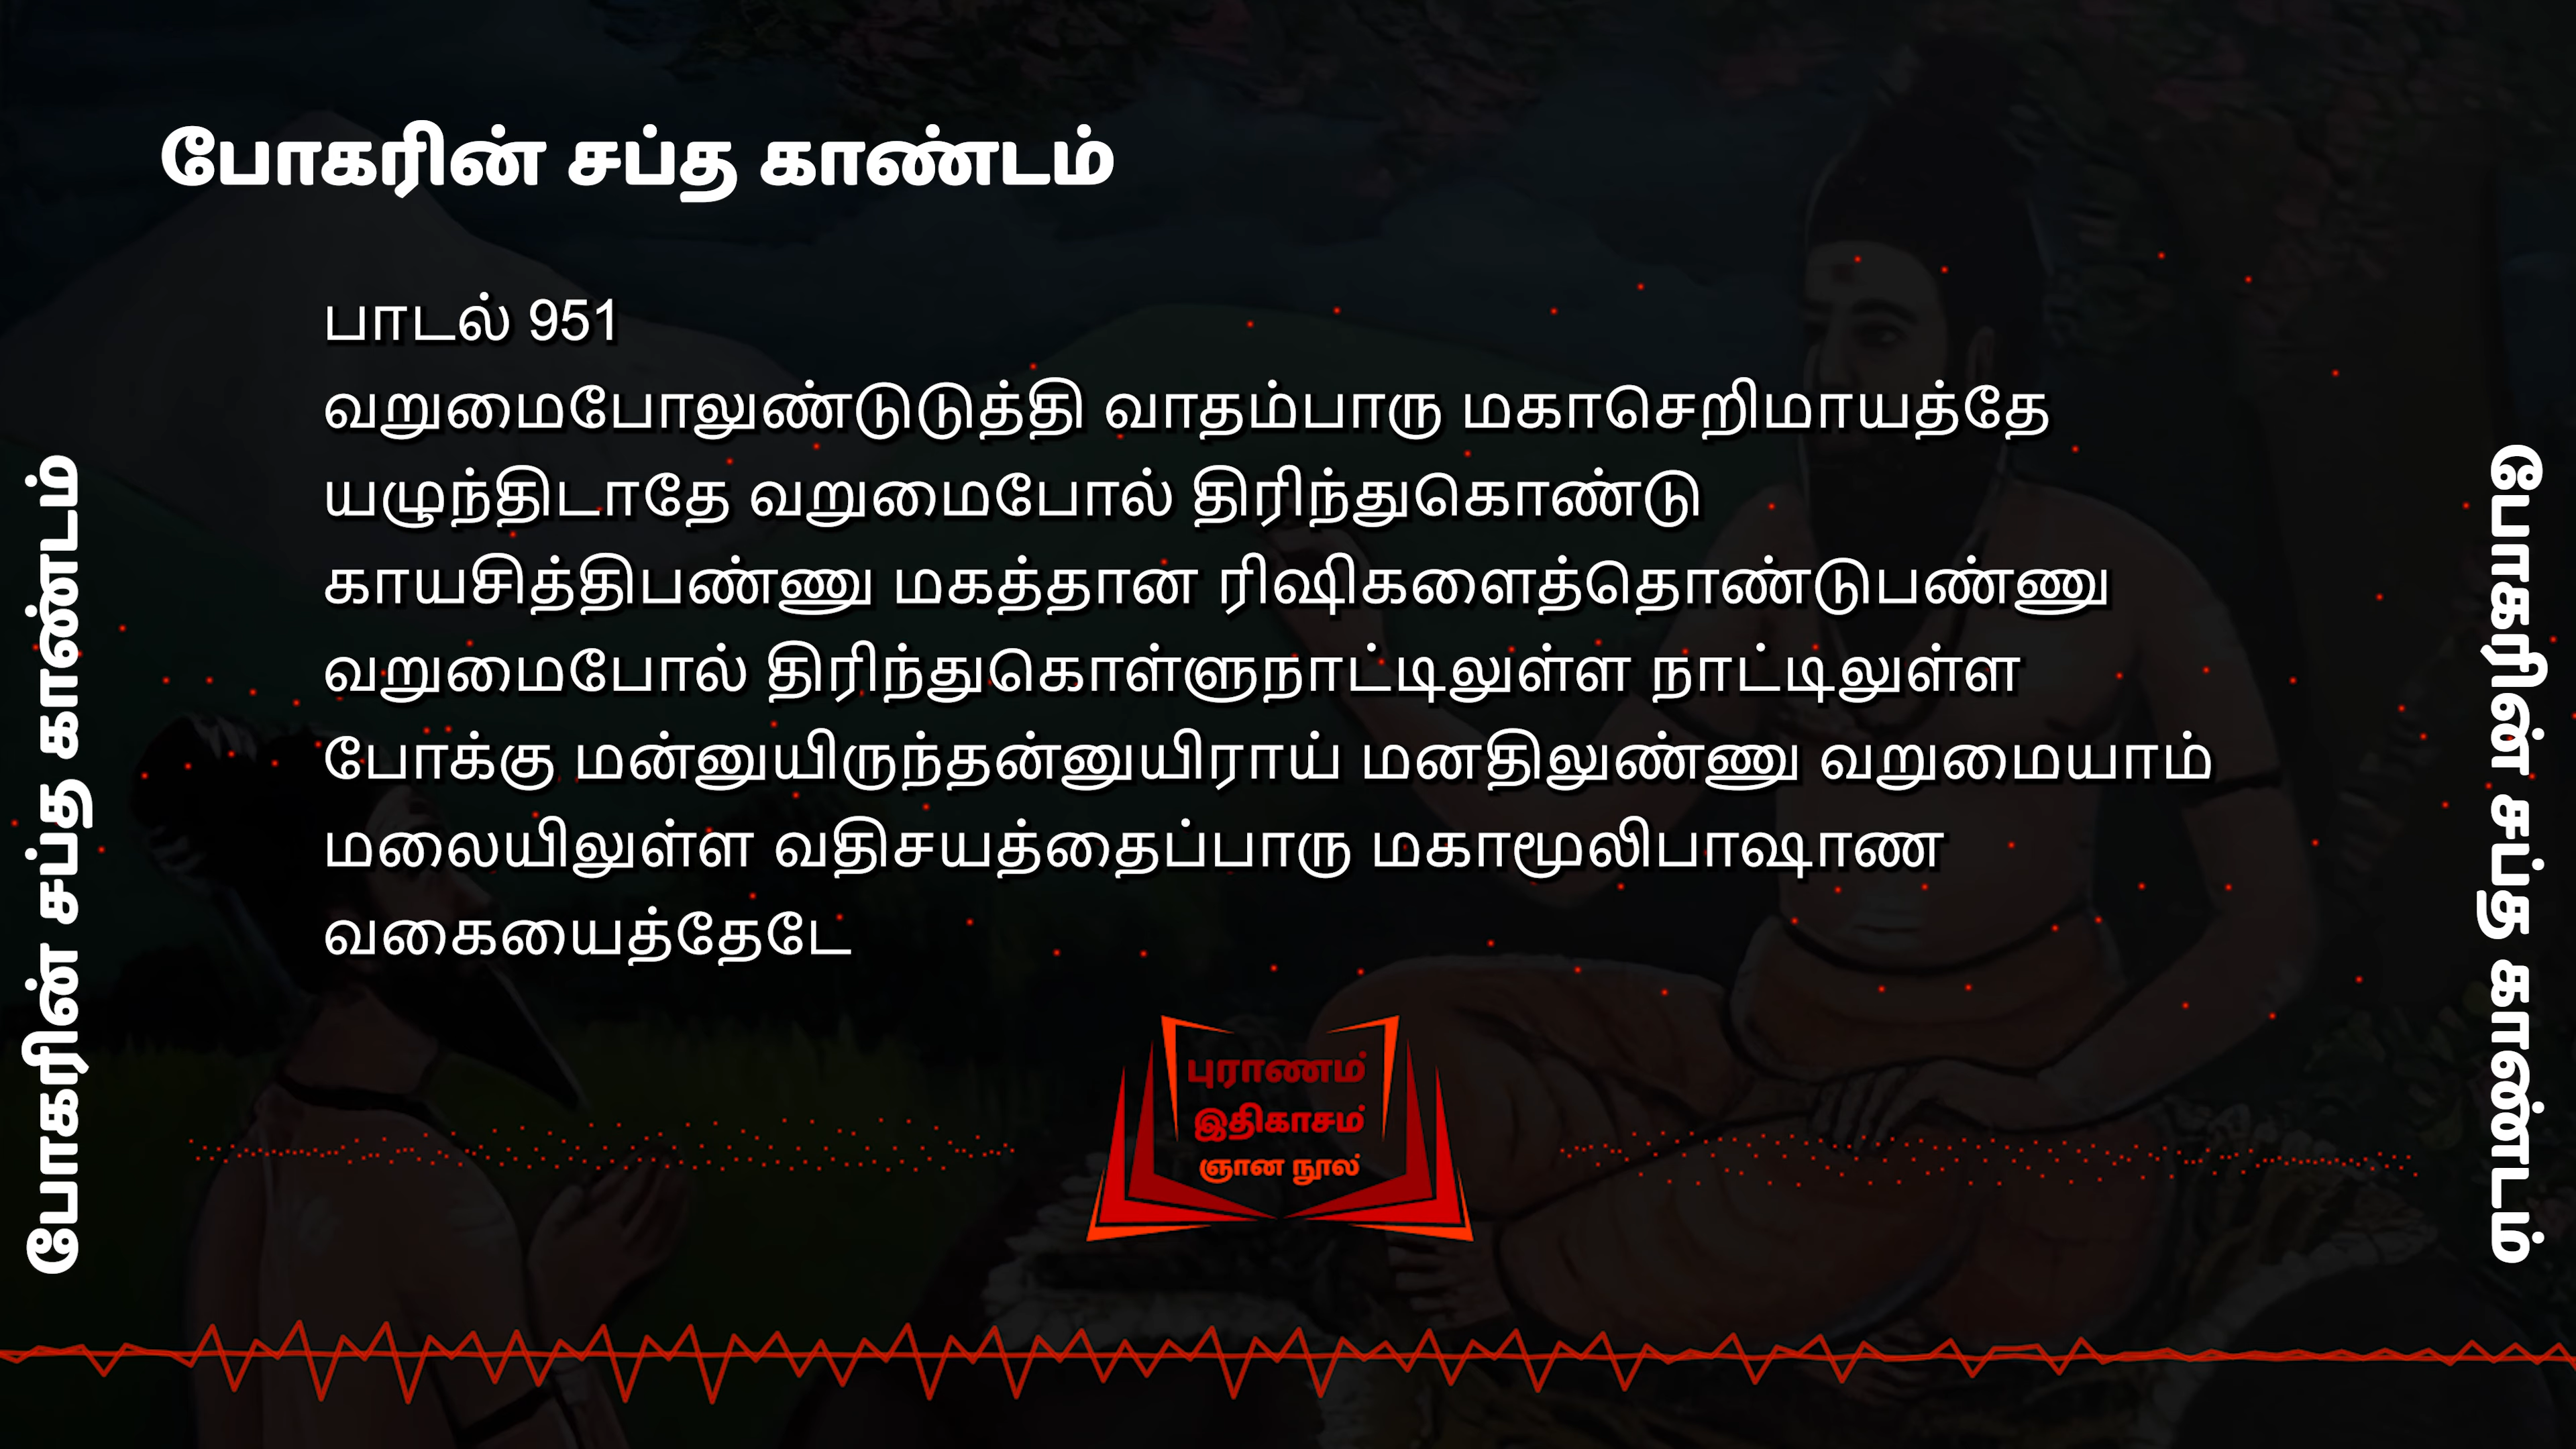 போகரின் சப்த காண்டம்
பாடல் 951
வறுமைபோலுண்டுடுத்தி வாதம்பாரு மகாசெறிமாயத்தே
யழுந்திடாதே வறுமைபோல் திரிந்துகொண்டு
காயசித்திபண்ணு மகத்தான ரிஷிகளைத்தொண்டுபண்ணு
வறுமைபோல் திரிந்துகொள்ளுநாட்டிலுள்ள நாட்டிலுள்ள
போக்கு மன்னுயிருந்தன்னுயிராய் மனதிலுண்ணு வறுமையாம்
மலையிலுள்ள வதிசயத்தைப்பாரு மகாமூலிபாஷாண
வகையைத்தேடே
போகரின் சப்த காண்டம்
போகரின் சப்த காண்டம்
புராணம்
இதிகாசம்
ஞான நூல்